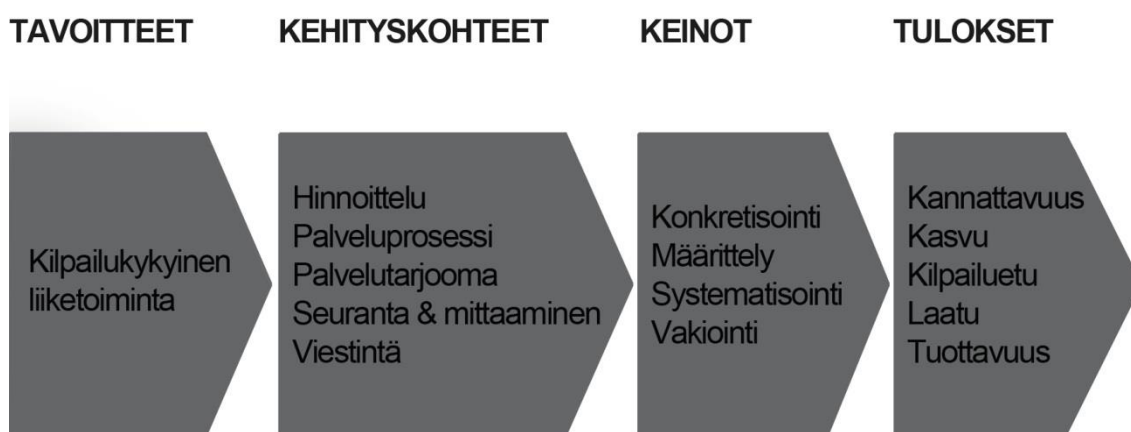 TAVOITTEET
KEHITYSKOHTEET
KEINOT
TULOKSET
Kilpailukykyinen
liiketoiminta
Hinnoittelu
Palveluprosessi
Palvelutarjooma
Seuranta & mittaaminen
Viestintä
Konkretisointi
Määrittely
Systematisointi
Vakiointi
Kannattavuus
Kasvu
Kilpailuetu
Laatu
Tuottavuus